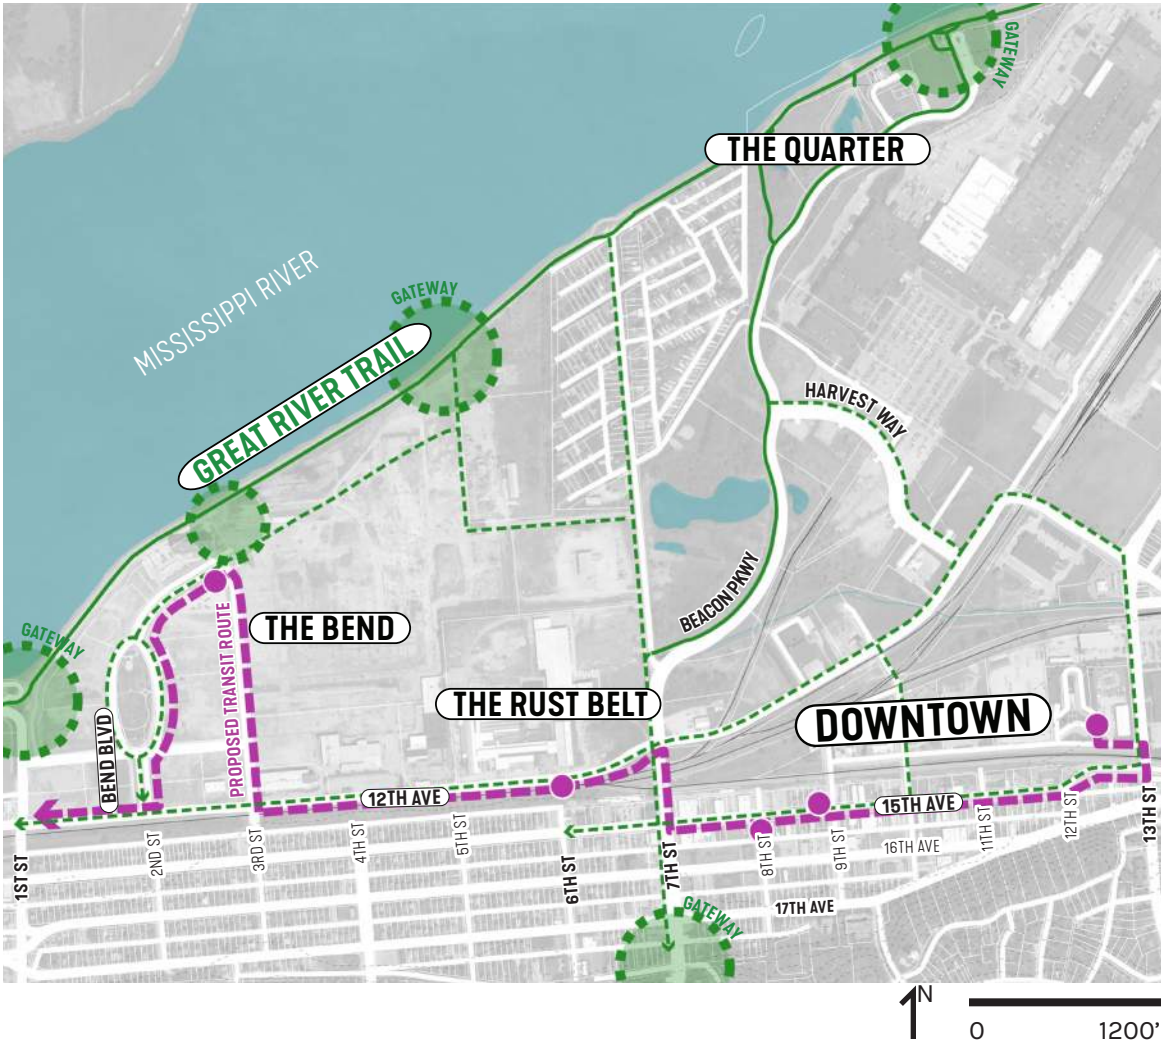 GATEWAY
THE QUARTER
MISSISSIPPI RIVER
GATEWAY
GREAT RIVER TRAIL
HARVEST WAY
BEACON PKWY
GATEWAY
THE BEND
PROPOSED TRANSIT ROUTE
THE RUST BELT
DOWNTOWN
BEND BLVD
12TH AVE
15TH AVE
1ST ST
2ND ST
3RD ST
4TH ST
5TH ST
6TH ST
7TH ST
8TH ST
9TH ST
16TH AVE
11TH ST
12TH ST
13TH ST
17TH AVE
GATEWAY
N
0 1200'